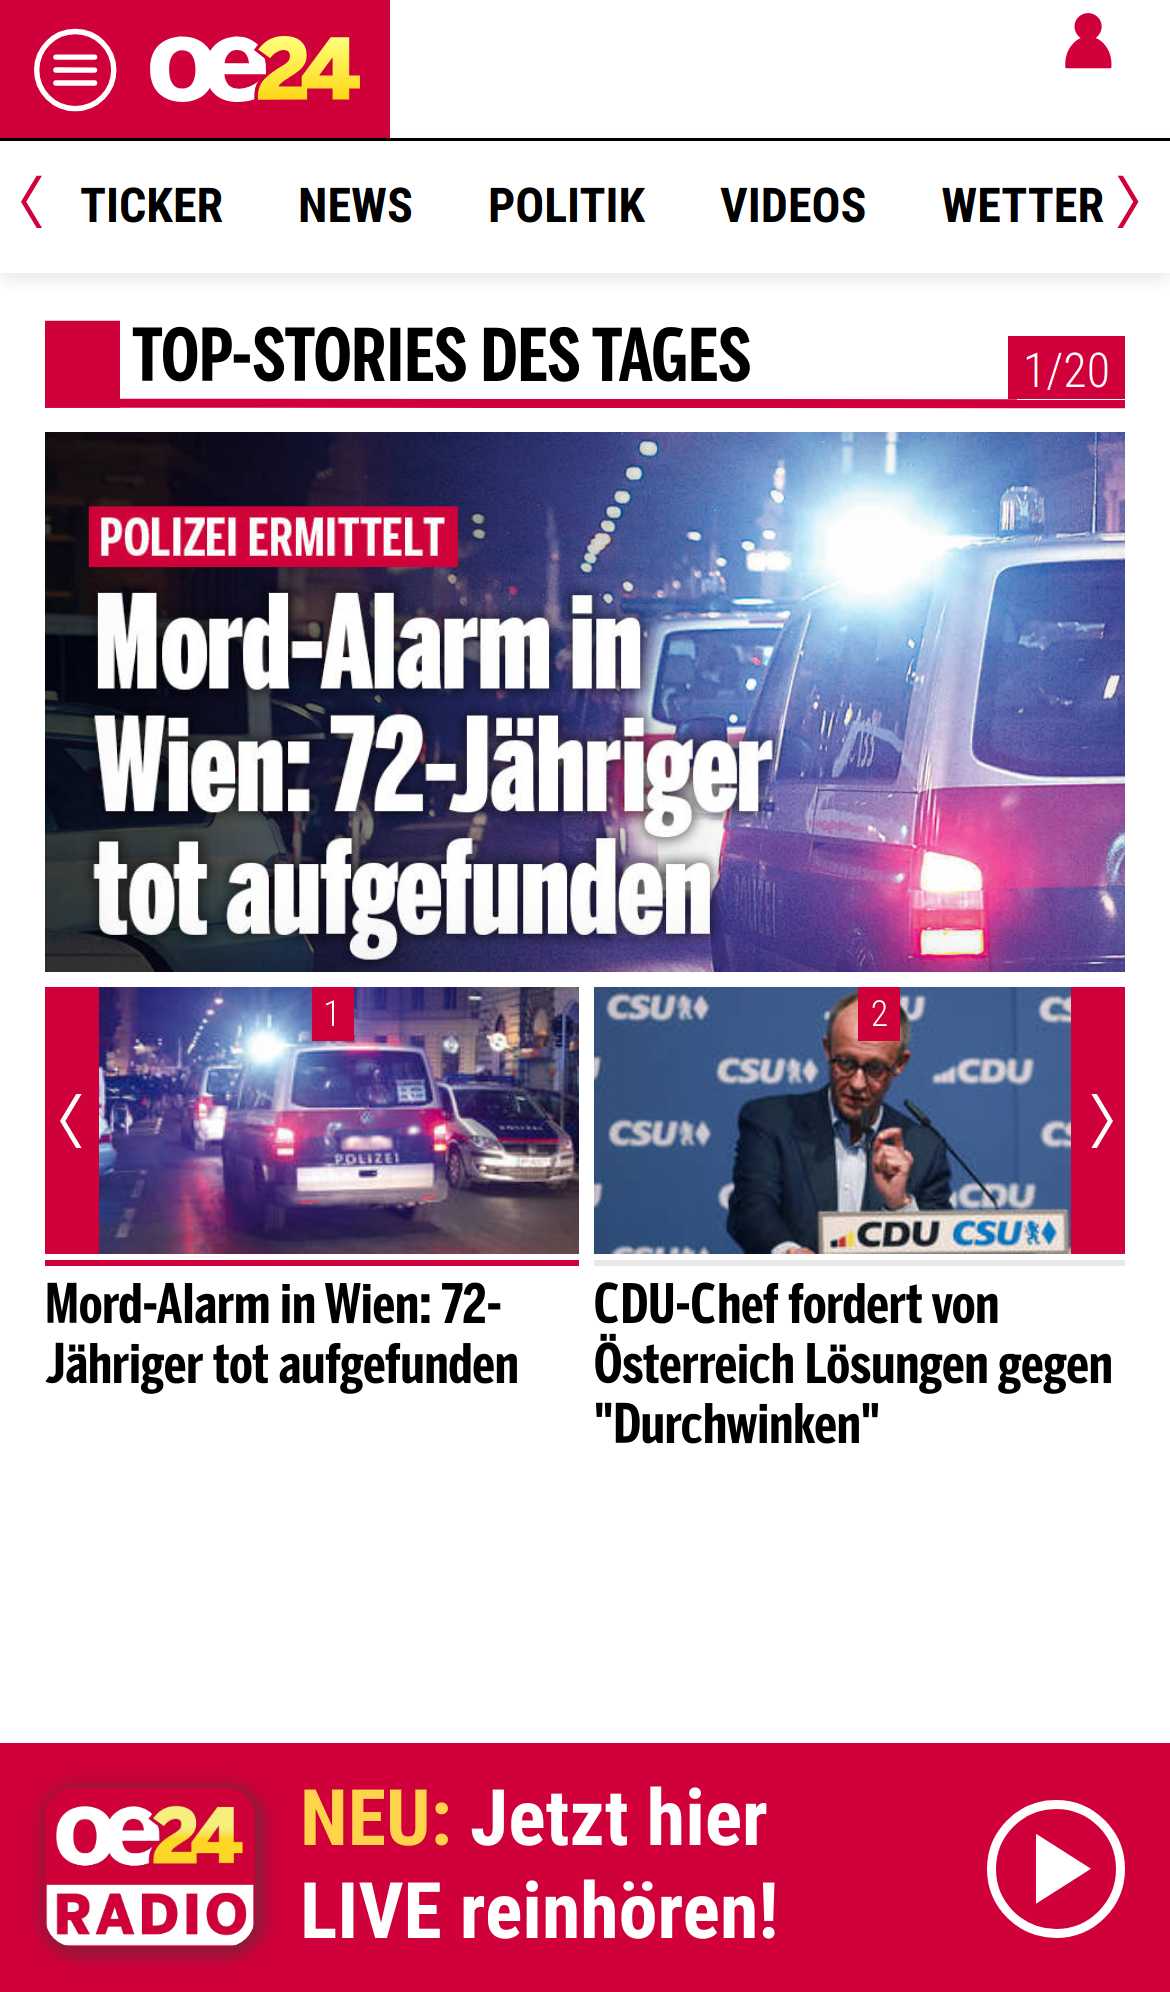 oe24
TICKER NEWS POLITIK VIDEOS WETTER
TOP-STORIES DES TAGES
1/20
POLIZEI ERMITTELT
Mord-Alarm in
Wien: 72-Jähriger
tot aufgefunden
1
POLIZEI
2
CSU
CSU CDU
CSU
CDU
CDU CSU
Mord-Alarm in Wien: 72-
Jähriger tot aufgefunden
CDU-Chef fordert von
Österreich Lösungen gegen
"Durchwinken"
oe24
RADIO
NEU: Jetzt hier
LIVE reinhören!